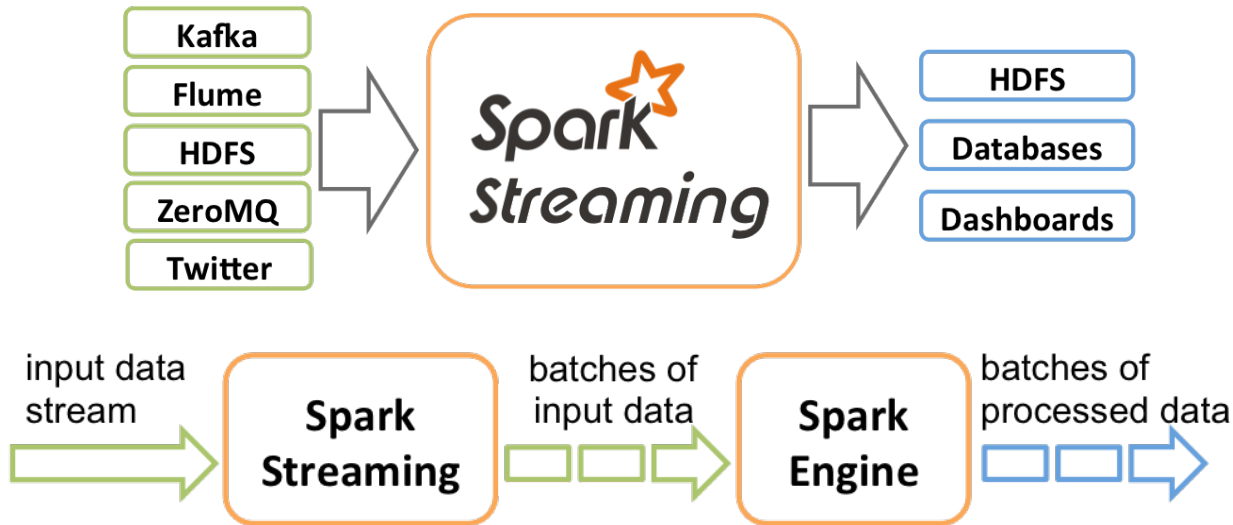 Kafka
Flume
HDFS
ZeroMQ
Twitter
Spark
Streaming
HDFS
Databases
Dashboards
input data
stream
Spark
Streaming
batches of
input data
Spark
Engine
batches of
processed data